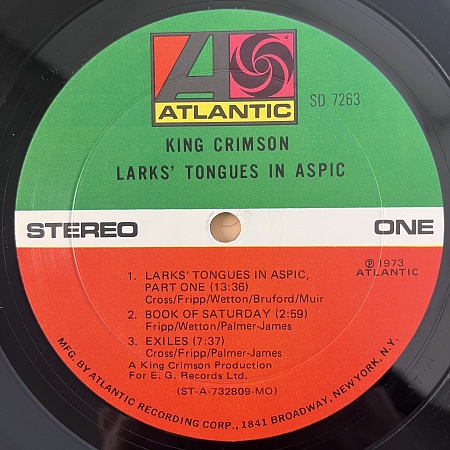 ATLANTIC
SD 7263
KING CRIMSON
LARKS' TONGUES IN ASPIC
STEREO
ONE
℗ 1973
ATLANTIC
1. LARKS' TONGUES IN ASPIC,
PART ONE (13:36)
Cross/Fripp/Wetton/Bruford/Muir
2. BOOK OF SATURDAY (2:59)
Fripp/Wetton/Palmer-James
3. EXILES (7:37)
Cross/Fripp/Palmer-James
A King Crimson Production
For E. G. Records Ltd.
(ST-A-732809-MO)
MFG. BY ATLANTIC RECORDING CORP., 1841 BROADWAY, NEW YORK, N.Y.